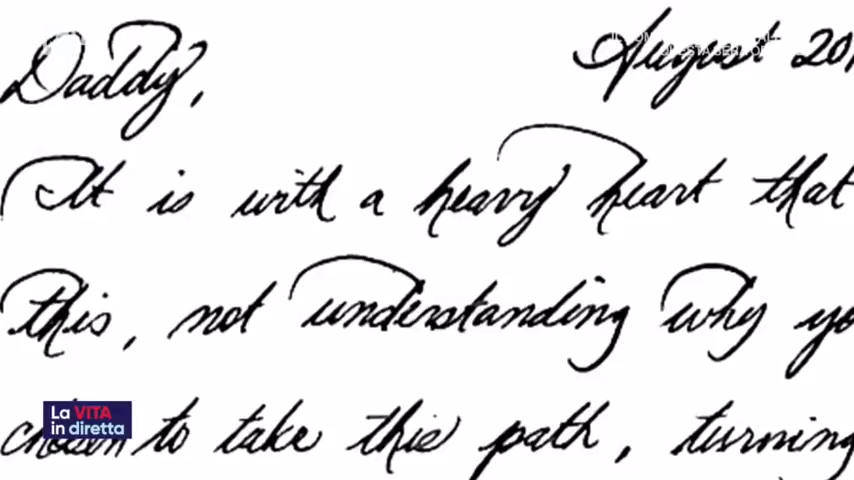 Daddy, August 201
It is with a heavy heart that
this, not understanding why yo
chosen to take this path, turning
La VITA
in diretta